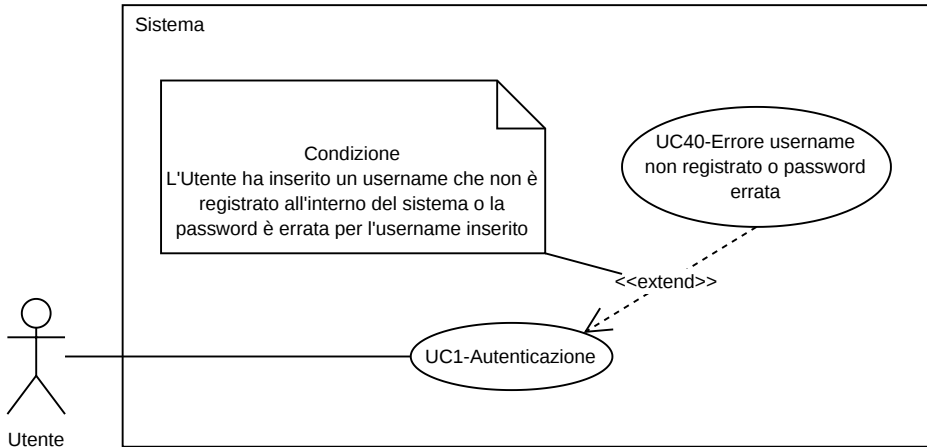 Sistema
Condizione
L'Utente ha inserito un username che non è
registrato all'interno del sistema o la
password è errata per l'username inserito
UC40-Errore username
non registrato o password
errata
<<extend>>
UC1-Autenticazione
Utente